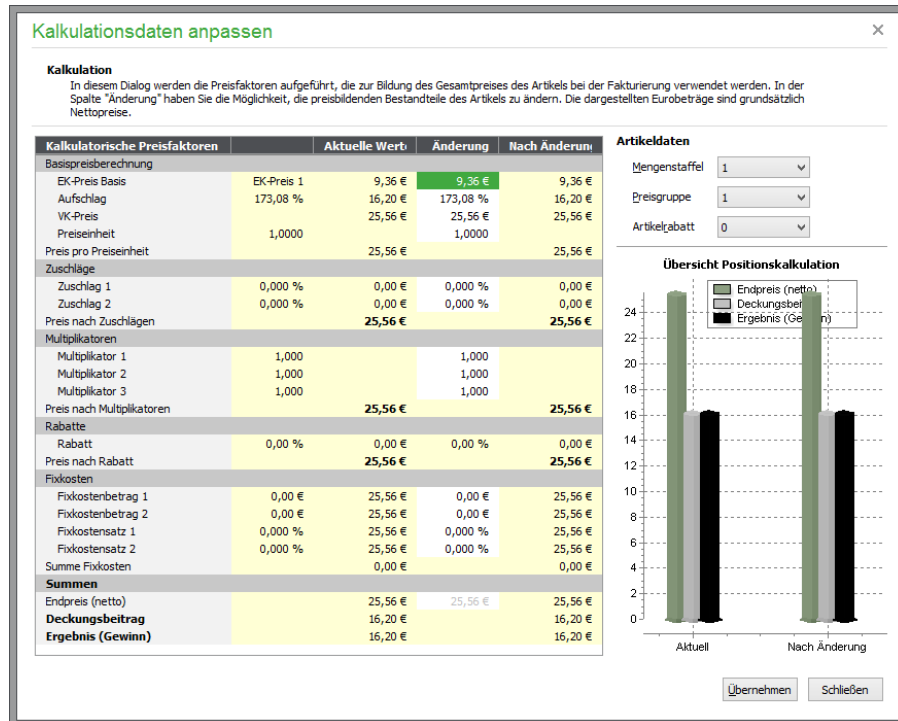 Kalkulationsdaten anpassen
Kalkulation
In diesem Dialog werden die Preisfaktoren aufgeführt, die zur Bildung des Gesamtpreises des Artikels bei der Fakturierung verwendet werden. In der
Spalte "Änderung" haben Sie die Möglichkeit, die preisbildenden Bestandteile des Artikels zu ändern. Die dargestellten Eurobeträge sind grundsätzlich
Nettopreise.
Kalkulatorische Preisfaktoren Aktuelle Werte Änderung Nach Änderung
Basispreisberechnung
EK-Preis Basis EK-Preis 1 9,36 € 9,36 € 9,36 €
Aufschlag 173,08 % 16,20 € 173,08 % 16,20 €
VK-Preis 25,56 € 25,56 € 25,56 €
Preiseinheit 1,0000 1,0000
Preis pro Preiseinheit 25,56 € 25,56 €
Zuschläge
Zuschlag 1 0,000 % 0,00 € 0,000 % 0,00 €
Zuschlag 2 0,000 % 0,00 € 0,000 % 0,00 €
Preis nach Zuschlägen 25,56 € 25,56 €
Multiplikatoren
Multiplikator 1 1,000 1,000
Multiplikator 2 1,000 1,000
Multiplikator 3 1,000 1,000
Preis nach Multiplikatoren 25,56 € 25,56 €
Rabatte
Rabatt 0,00 % 0,00 € 0,00 % 0,00 €
Preis nach Rabatt 25,56 € 25,56 €
Fixkosten
Fixkostenbetrag 1 0,00 € 25,56 € 0,00 € 25,56 €
Fixkostenbetrag 2 0,00 € 25,56 € 0,00 € 25,56 €
Fixkostensatz 1 0,000 % 25,56 € 0,000 % 25,56 €
Fixkostensatz 2 0,000 % 25,56 € 0,000 % 25,56 €
Summe Fixkosten 0,00 € 0,00 €
Summen
Endpreis (netto) 25,56 € 25,56 € 25,56 €
Deckungsbeitrag 16,20 € 16,20 €
Ergebnis (Gewinn) 16,20 € 16,20 €
Artikeldaten
Mengenstaffel 1
Preisgruppe 1
Artikelrabatt 0
Übersicht Positionskalkulation
Endpreis (netto)
Deckungsbeitrag
Ergebnis (Gewinn)
24
22
20
18
16
14
12
10
8
6
4
2
0
Aktuell Nach Änderung
Übernehmen Schließen